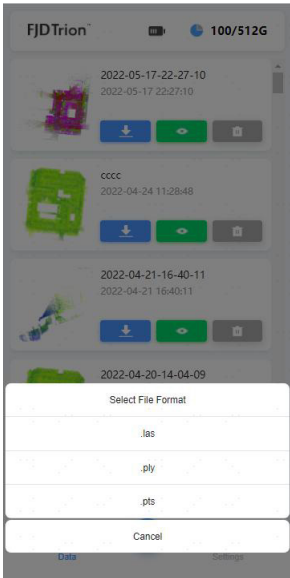 FJDTrion™
100/512G
2022-05-17-22-27-10
2022-05-17 22:27:10
cccc
2022-04-24 11:28:48
2022-04-21-16-40-11
2022-04-21 16:40:11
2022-04-20-14-04-09
Select File Format
.las
.ply
.pts
Cancel
Data
Settings